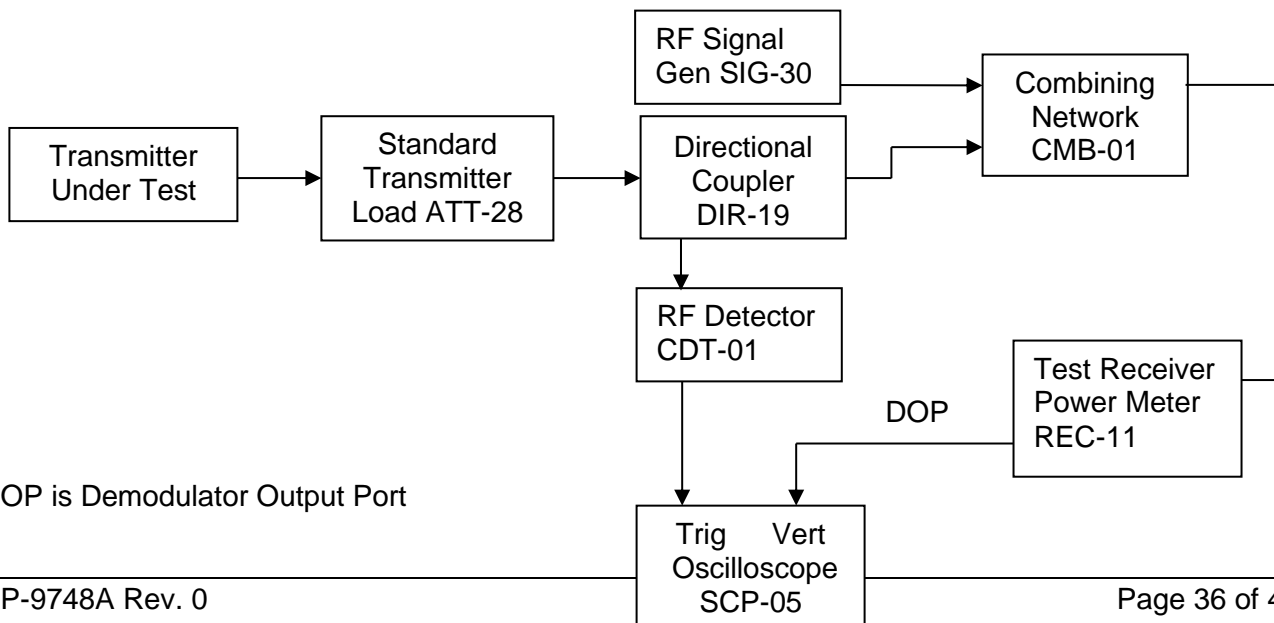 RF Signal
Gen SIG-30
Combining
Network
CMB-01
Transmitter
Under Test
Standard
Transmitter
Load ATT-28
Directional
Coupler
DIR-19
RF Detector
CDT-01
Test Receiver
Power Meter
REC-11
DOP
OP is Demodulator Output Port
Trig Vert
Oscilloscope
SCP-05
P-9748A Rev. 0
Page 36 of 4